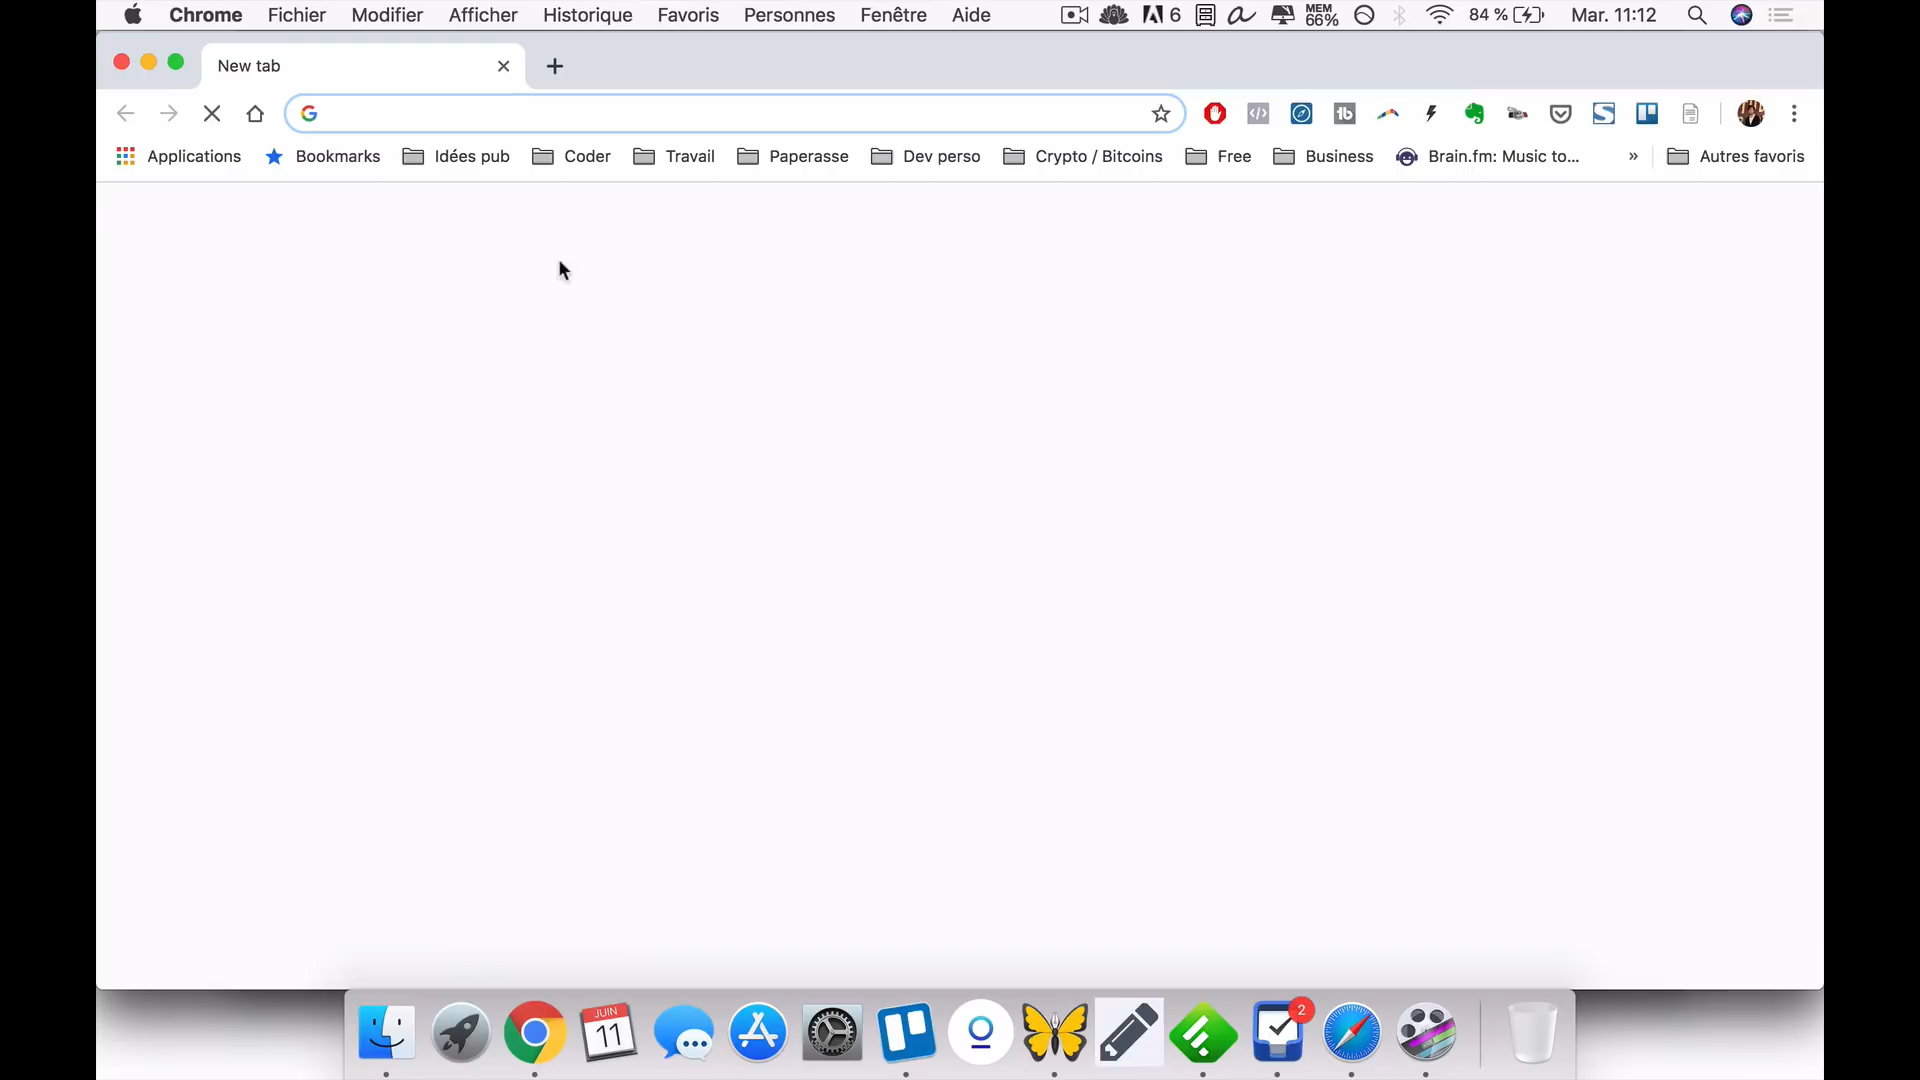 Chrome Fichier Modifier Afficher Historique Favoris Personnes Fenêtre Aide 6 MEM 66% 84 % Mar. 11:12
New tab
Applications Bookmarks Idées pub Coder Travail Paperasse Dev perso Crypto / Bitcoins Free Business Brain.fm: Music to... » Autres favoris
JUIN
11
2